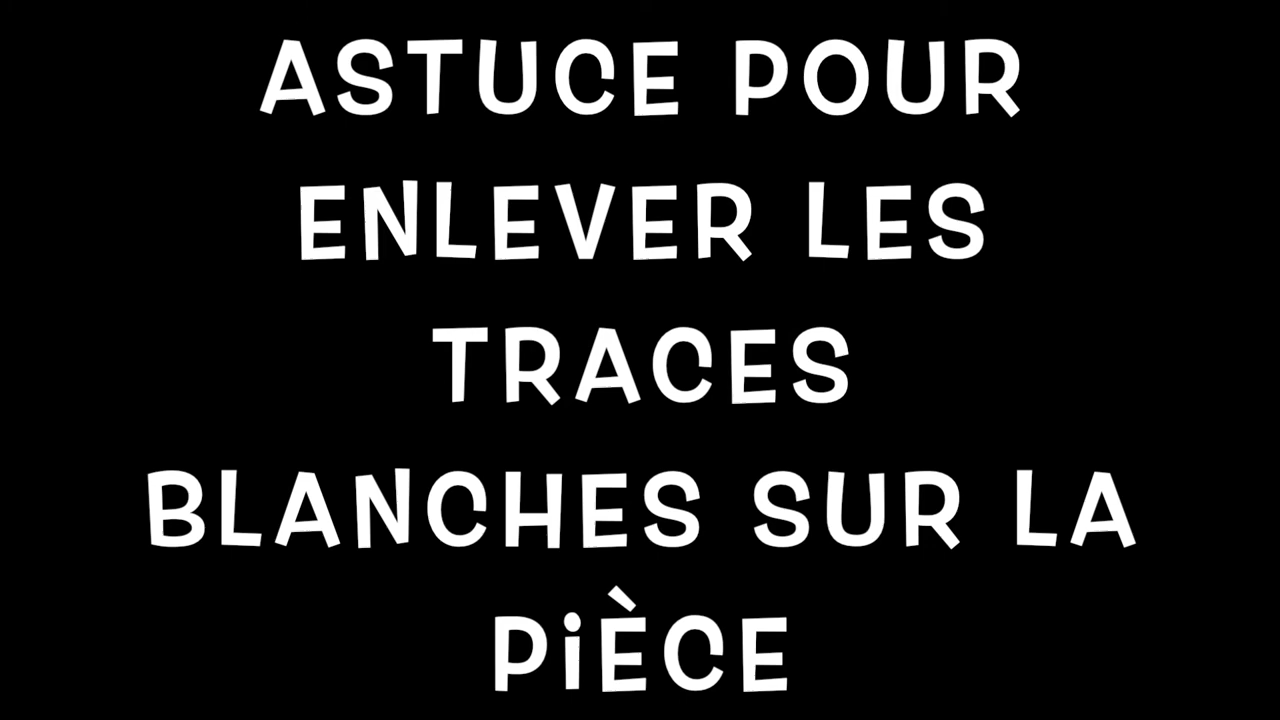 ASTUCE POUR
ENLEVER LES
TRACES
BLANCHES SUR LA
PiÈCE